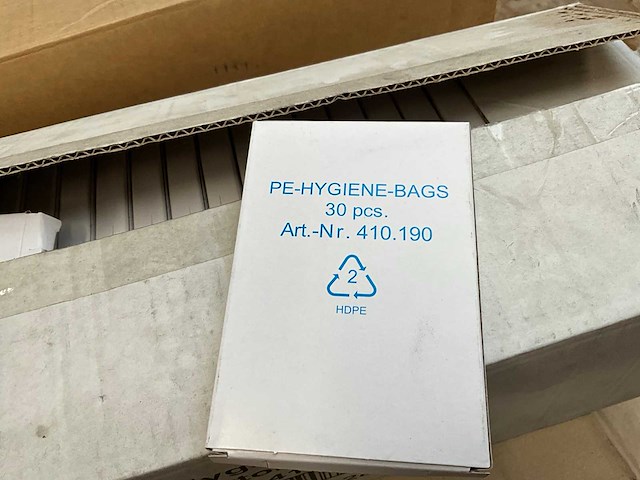 PE-HYGIENE-BAGS
30 pcs.
Art.-Nr. 410.190
2
HDPE